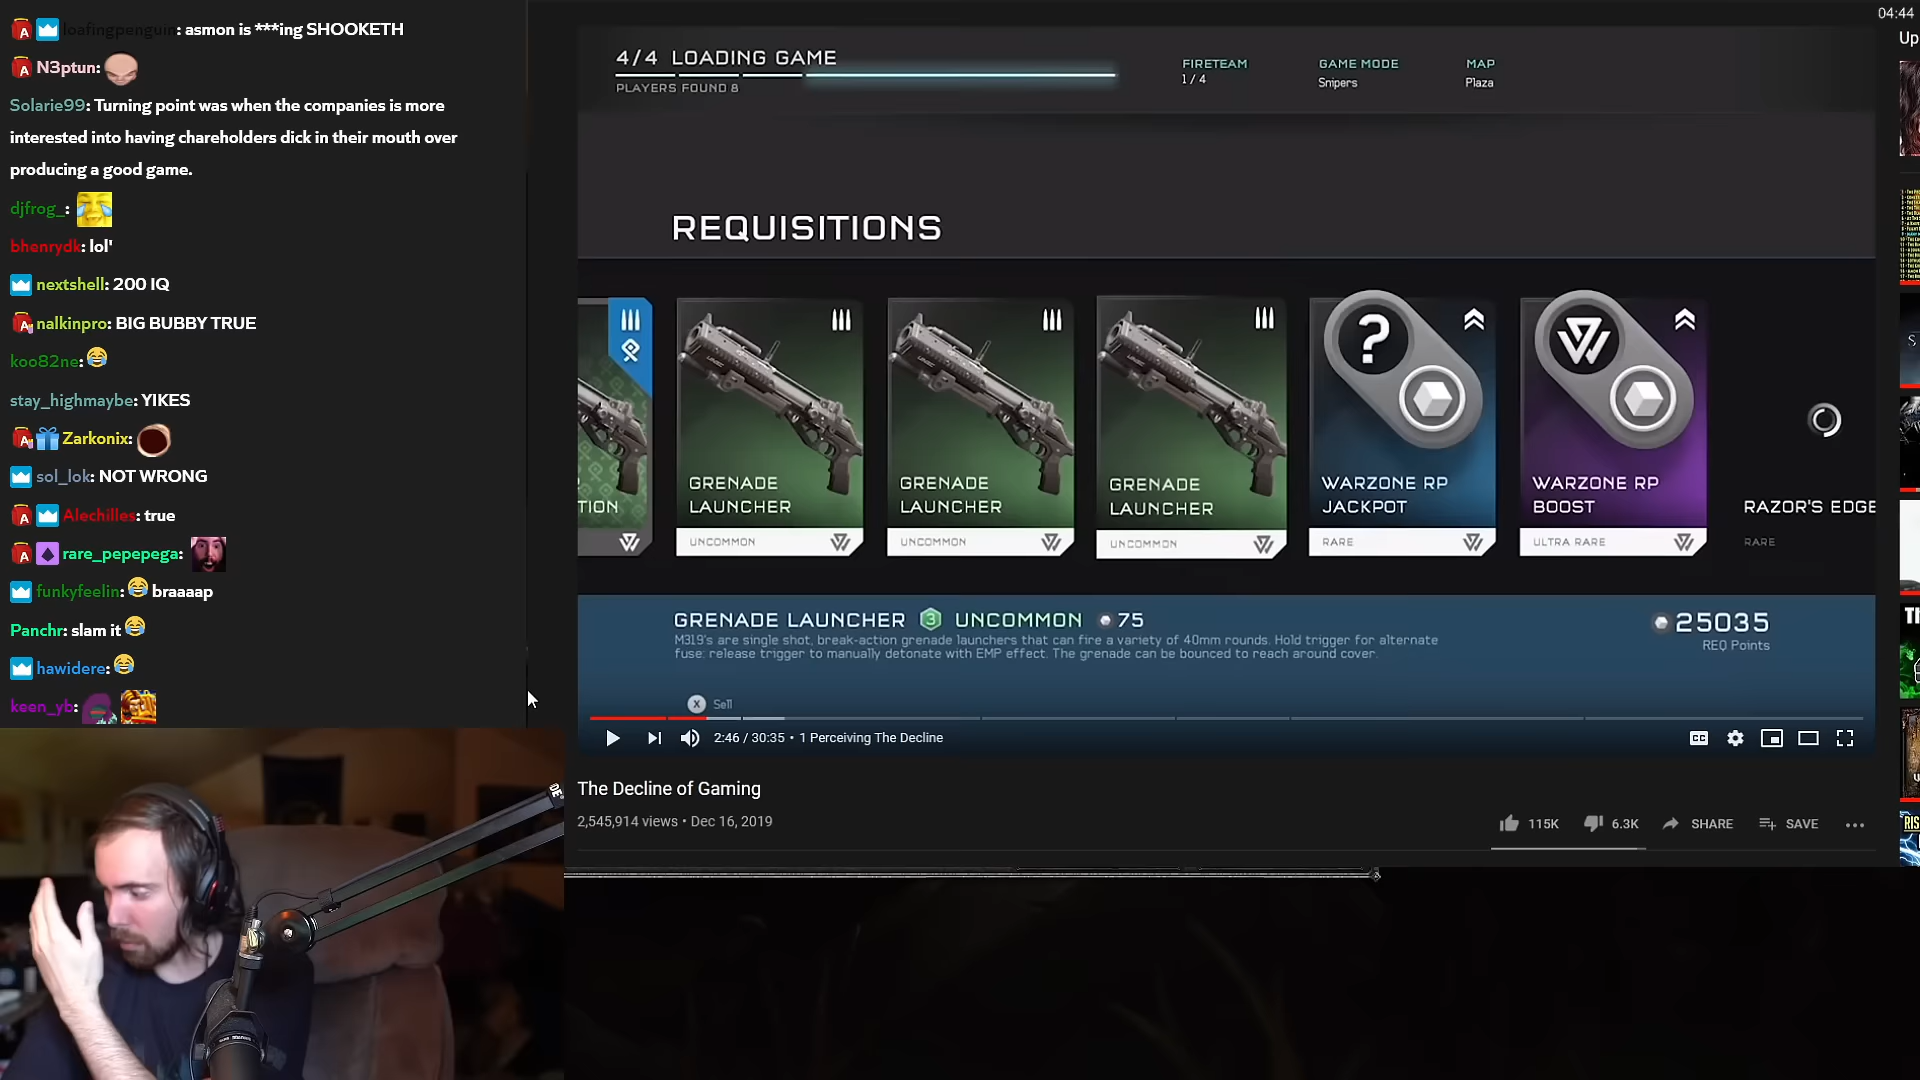 loafingpenguin: asmon is ***ing SHOOKETH
N3ptun:
Solarie99: Turning point was when the companies is more
interested into having chareholders dick in their mouth over
producing a good game.
djfrog_:
bhenrydk: lol'
nextshell: 200 IQ
nalkinpro: BIG BUBBY TRUE
koo82ne:
stay_highmaybe: YIKES
Zarkonix:
sol_lok: NOT WRONG
Alechilles: true
rare_pepepega:
funkyfeelin: braaaap
Panchr: slam it
hawidere:
keen_yb:
04:44
Up
4/4 LOADING GAME
PLAYERS FOUND 8
FIRETEAM
1 / 4
GAME MODE
Snipers
MAP
Plaza
REQUISITIONS
TION
GRENADE
LAUNCHER
UNCOMMON
GRENADE
LAUNCHER
UNCOMMON
GRENADE
LAUNCHER
UNCOMMON
?
WARZONE RP
JACKPOT
RARE
WARZONE RP
BOOST
ULTRA RARE
RAZOR'S EDGE
RARE
GRENADE LAUNCHER 3 UNCOMMON 75
M319's are single shot, break-action grenade launchers that can fire a variety of 40mm rounds. Hold trigger for alternate
fuse; release trigger to manually detonate with EMP effect. The grenade can be bounced to reach around cover.
25035
REQ Points
X Sell
2:46 / 30:35 • 1 Perceiving The Decline
CC
The Decline of Gaming
2,545,914 views • Dec 16, 2019
115K
6.3K
SHARE
SAVE
TH
RIS